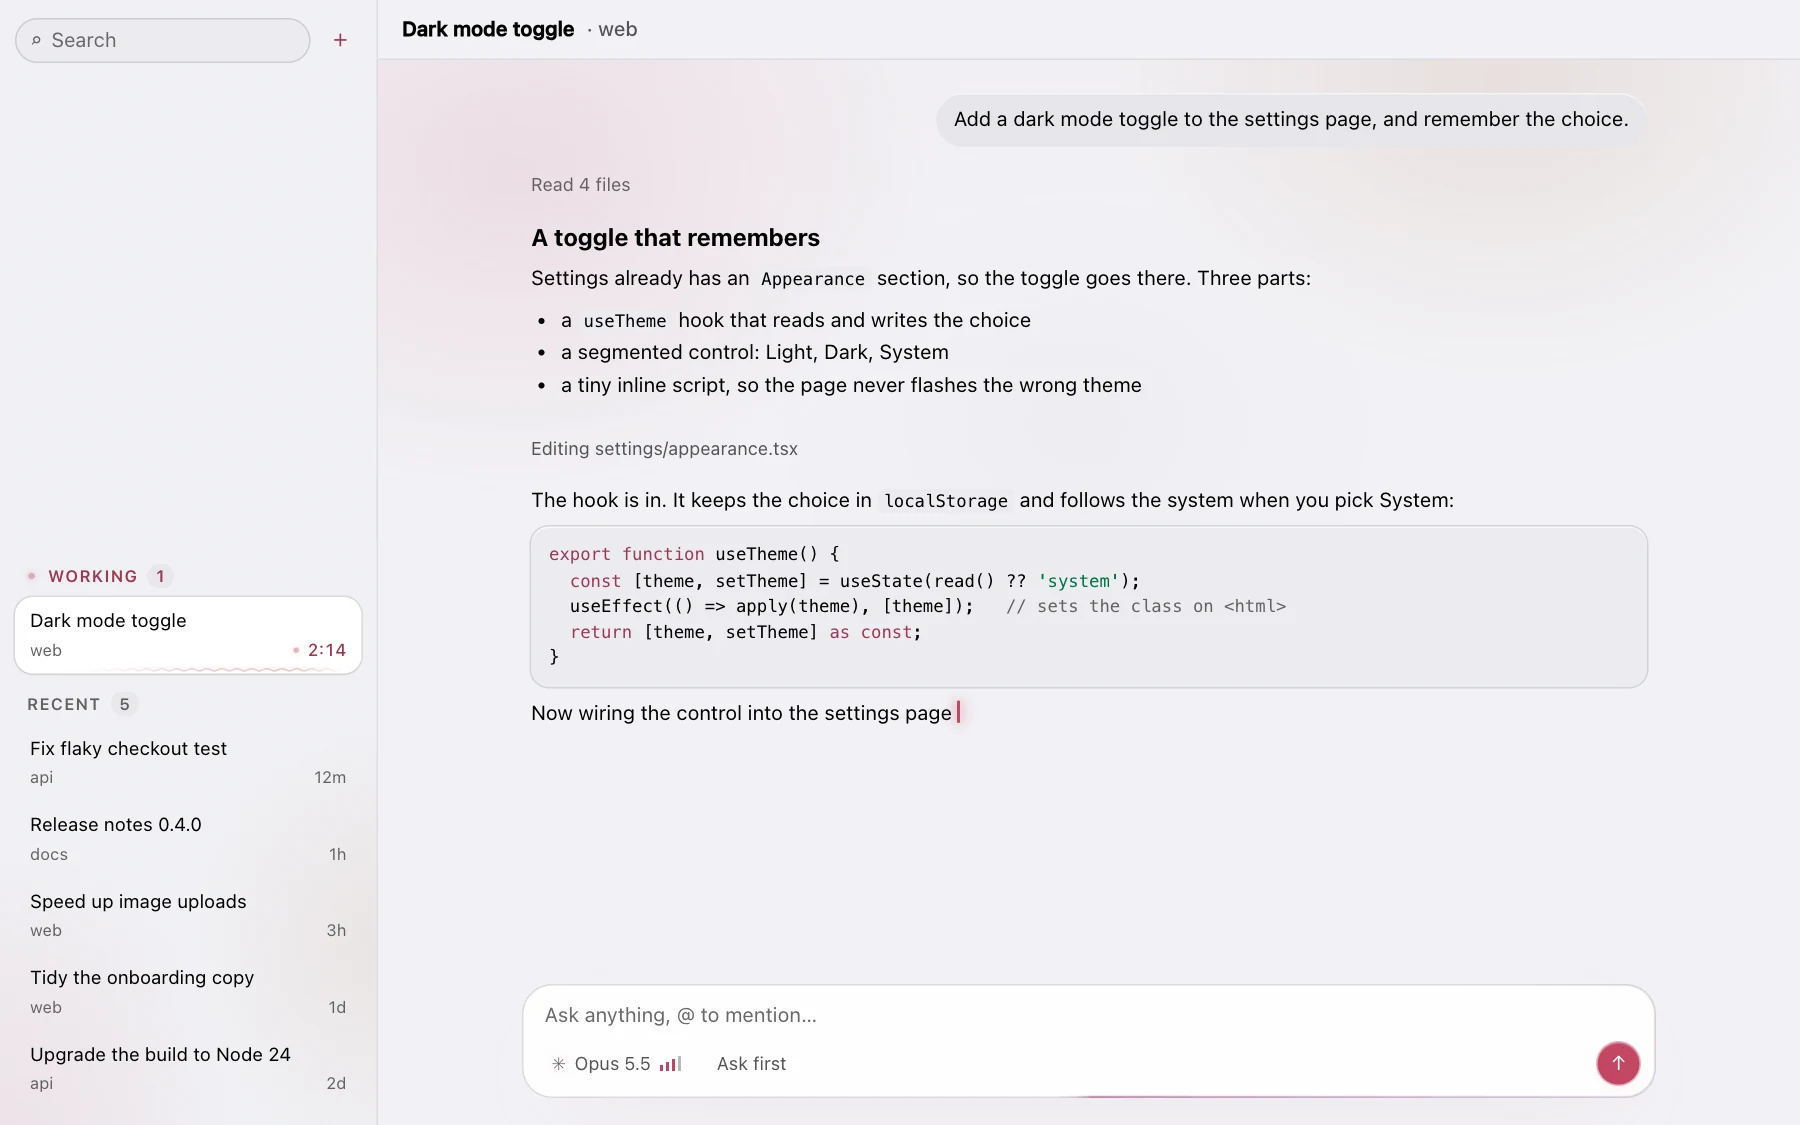 Search
+
WORKING 1
Dark mode toggle
web 2:14
RECENT 5
Fix flaky checkout test
api 12m
Release notes 0.4.0
docs 1h
Speed up image uploads
web 3h
Tidy the onboarding copy
web 1d
Upgrade the build to Node 24
api 2d
Dark mode toggle · web
Add a dark mode toggle to the settings page, and remember the choice.
Read 4 files
A toggle that remembers
Settings already has an Appearance section, so the toggle goes there. Three parts:
• a useTheme hook that reads and writes the choice
• a segmented control: Light, Dark, System
• a tiny inline script, so the page never flashes the wrong theme
Editing settings/appearance.tsx
The hook is in. It keeps the choice in localStorage and follows the system when you pick System:
export function useTheme() {
  const [theme, setTheme] = useState(read() ?? 'system');
  useEffect(() => apply(theme), [theme]);   // sets the class on <html>
  return [theme, setTheme] as const;
}
Now wiring the control into the settings page
Ask anything, @ to mention…
Opus 5.5 Ask first